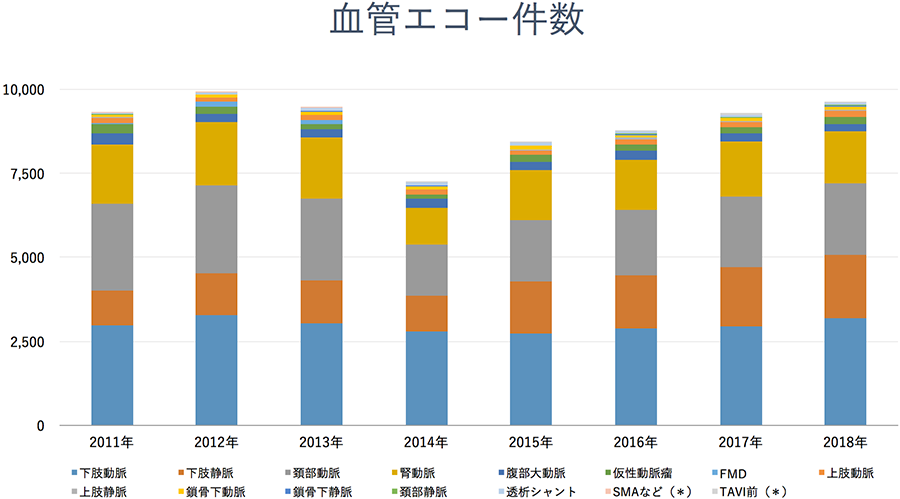 血管エコー件数
10,000
7,500
5,000
2,500
0
2011年 2012年 2013年 2014年 2015年 2016年 2017年 2018年
下肢動脈 下肢静脈 頚部動脈 腎動脈 腹部大動脈 仮性動脈瘤 FMD 上肢動脈
上肢静脈 鎖骨下動脈 鎖骨下静脈 頚部静脈 透析シャント SMAなど（＊） TAVI前（＊）